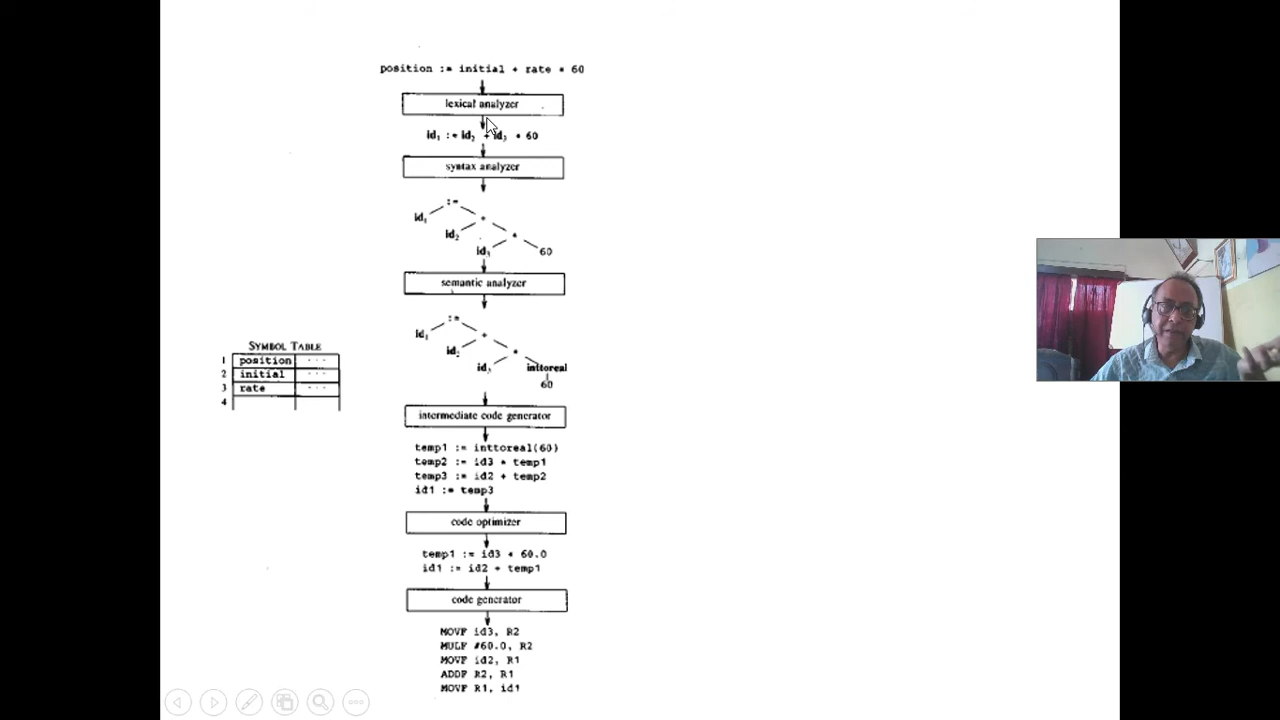 position := initial + rate * 60
lexical analyzer
id₁ := id₂ + id₃ * 60
syntax analyzer
:=
id₁ +
id₂ *
id₃ 60
semantic analyzer
:=
id₁ +
id₂ *
id₃ inttoreal
60
SYMBOL TABLE
1 position ...
2 initial ...
3 rate ...
4
intermediate code generator
temp1 := inttoreal(60)
temp2 := id3 * temp1
temp3 := id2 + temp2
id1 := temp3
code optimizer
temp1 := id3 * 60.0
id1 := id2 + temp1
code generator
MOVF id3, R2
MULF #60.0, R2
MOVF id2, R1
ADDF R2, R1
MOVF R1, id1